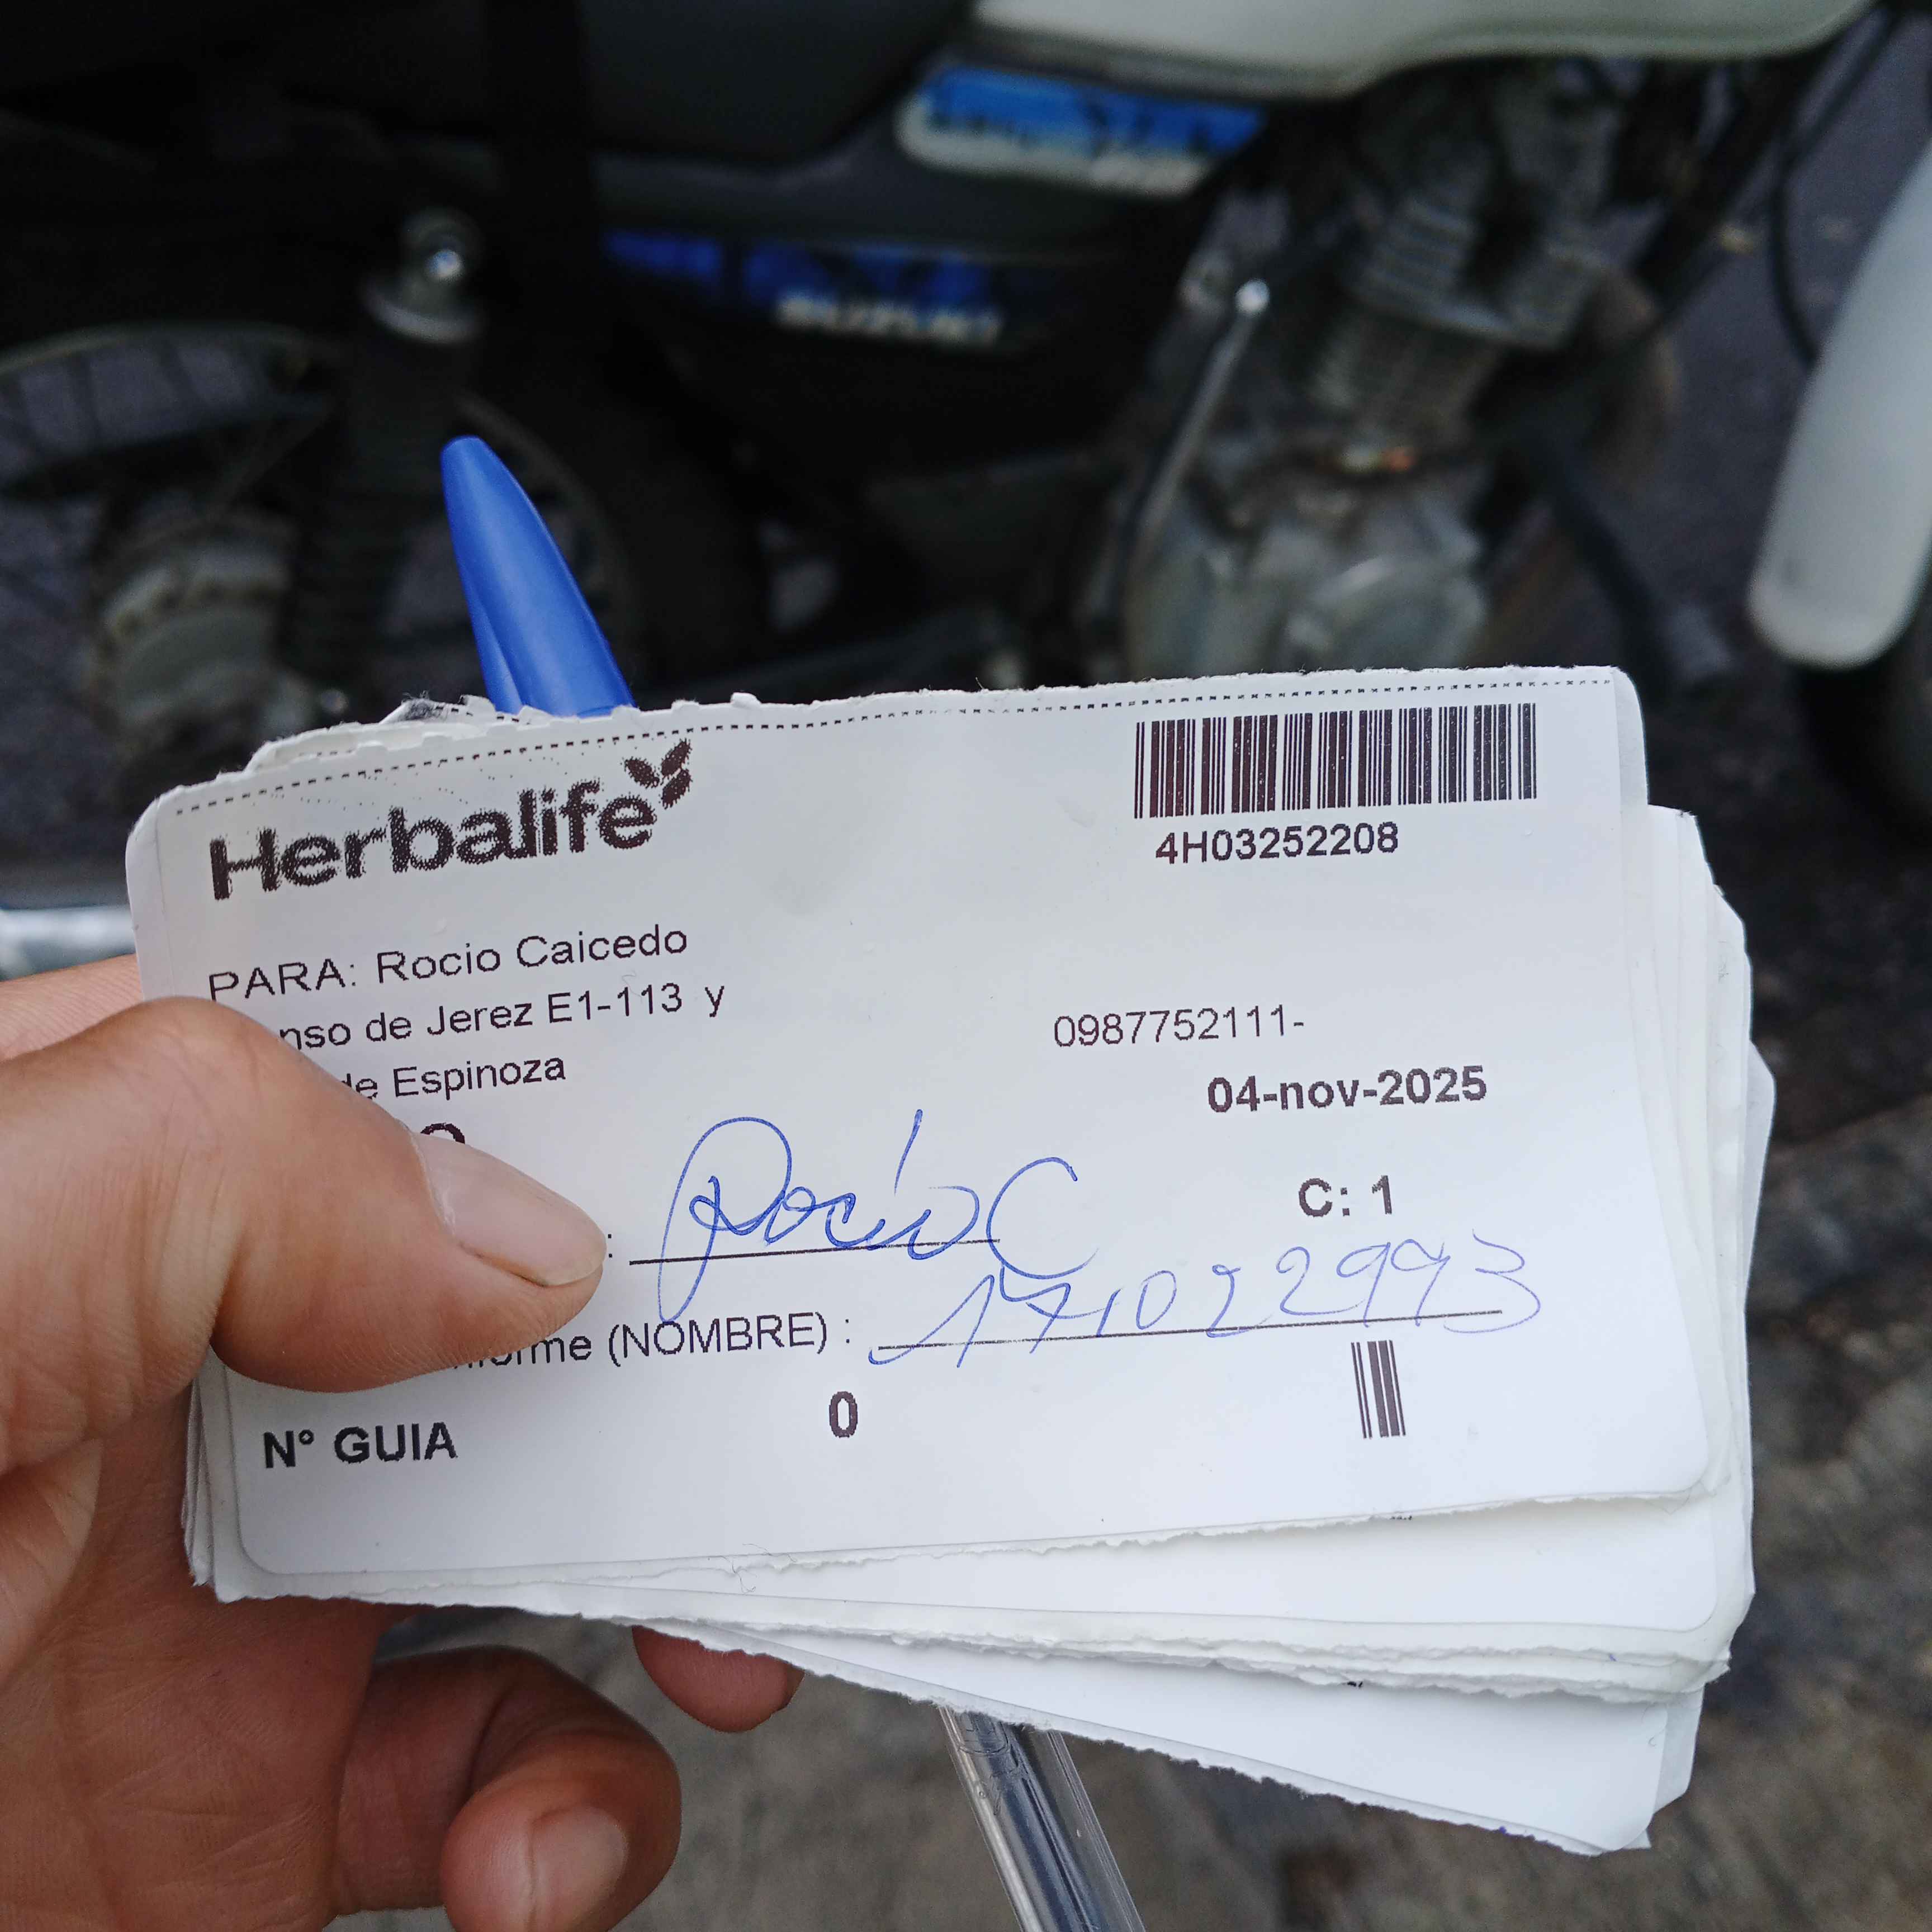 SUZUKI
Herbalife
4H03252208
PARA: Rocio Caicedo
nso de Jerez E1-113 y
de Espinoza
0987752111-
04-nov-2025
C: 1
: Rocío C
(NOMBRE) :
N° GUIA
0